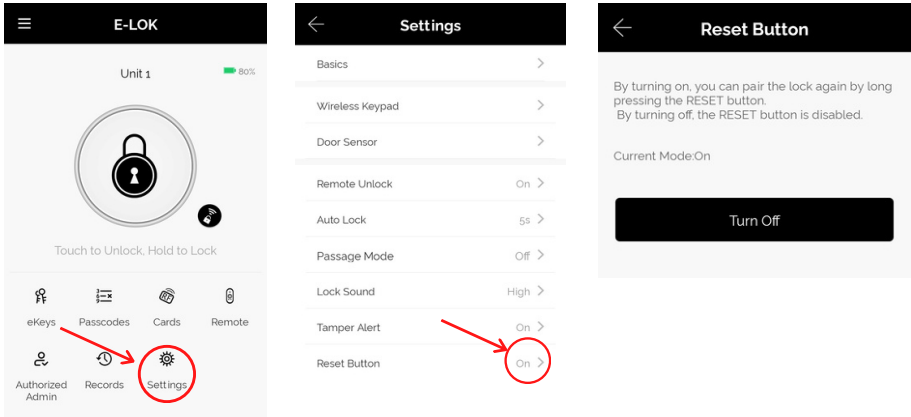 E-LOK
Unit 1
80%
Touch to Unlock, Hold to Lock
eKeys
Passcodes
Cards
Remote
Authorized
Admin
Records
Settings
Settings
Basics
Wireless Keypad
Door Sensor
Remote Unlock On
Auto Lock 5s
Passage Mode Off
Lock Sound High
Tamper Alert On
Reset Button On
Reset Button
By turning on, you can pair the lock again by long
pressing the RESET button.
By turning off, the RESET button is disabled.
Current Mode:On
Turn Off